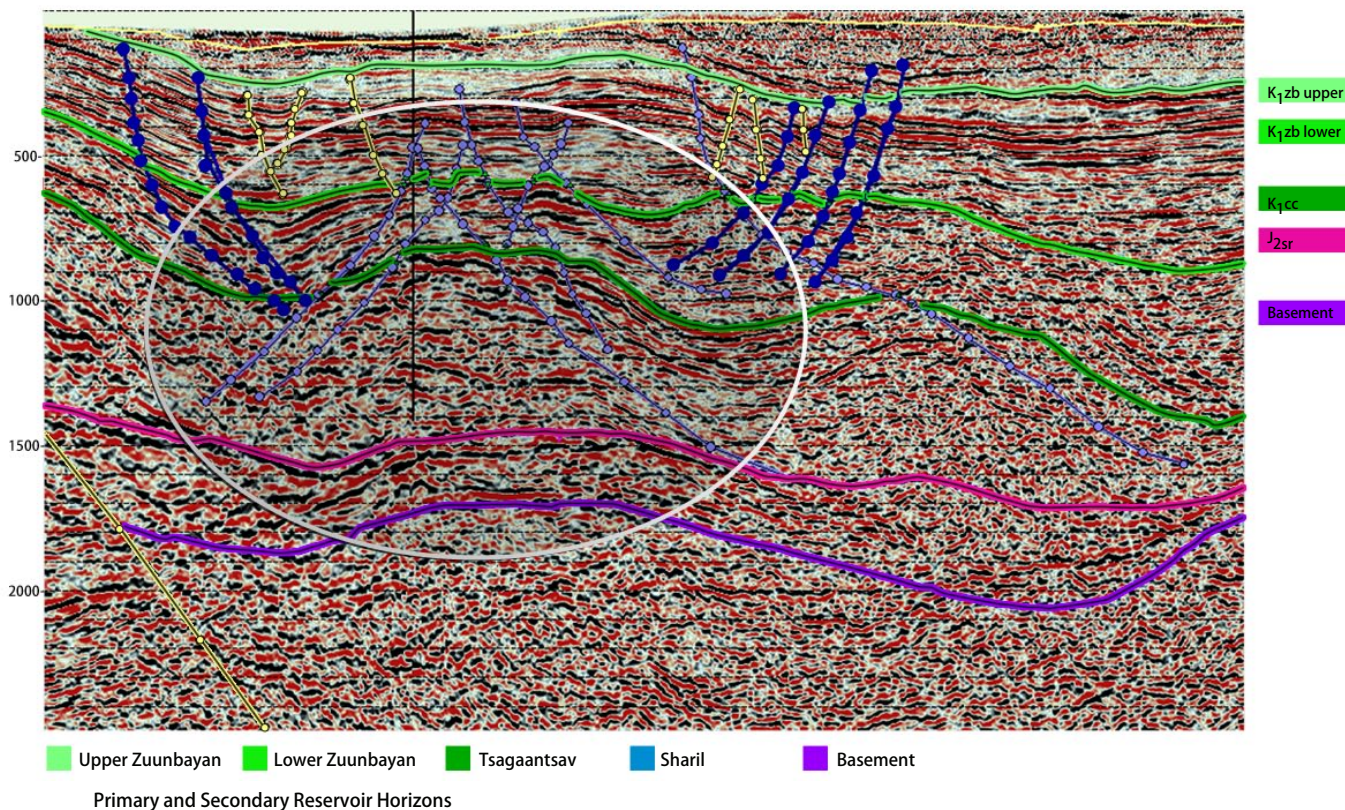 K₁zb upper
K₁zb lower
500
K₁cc
J₂sr
1000
Basement
1500
2000
Upper Zuunbayan Lower Zuunbayan Tsagaantsav Sharil Basement
Primary and Secondary Reservoir Horizons